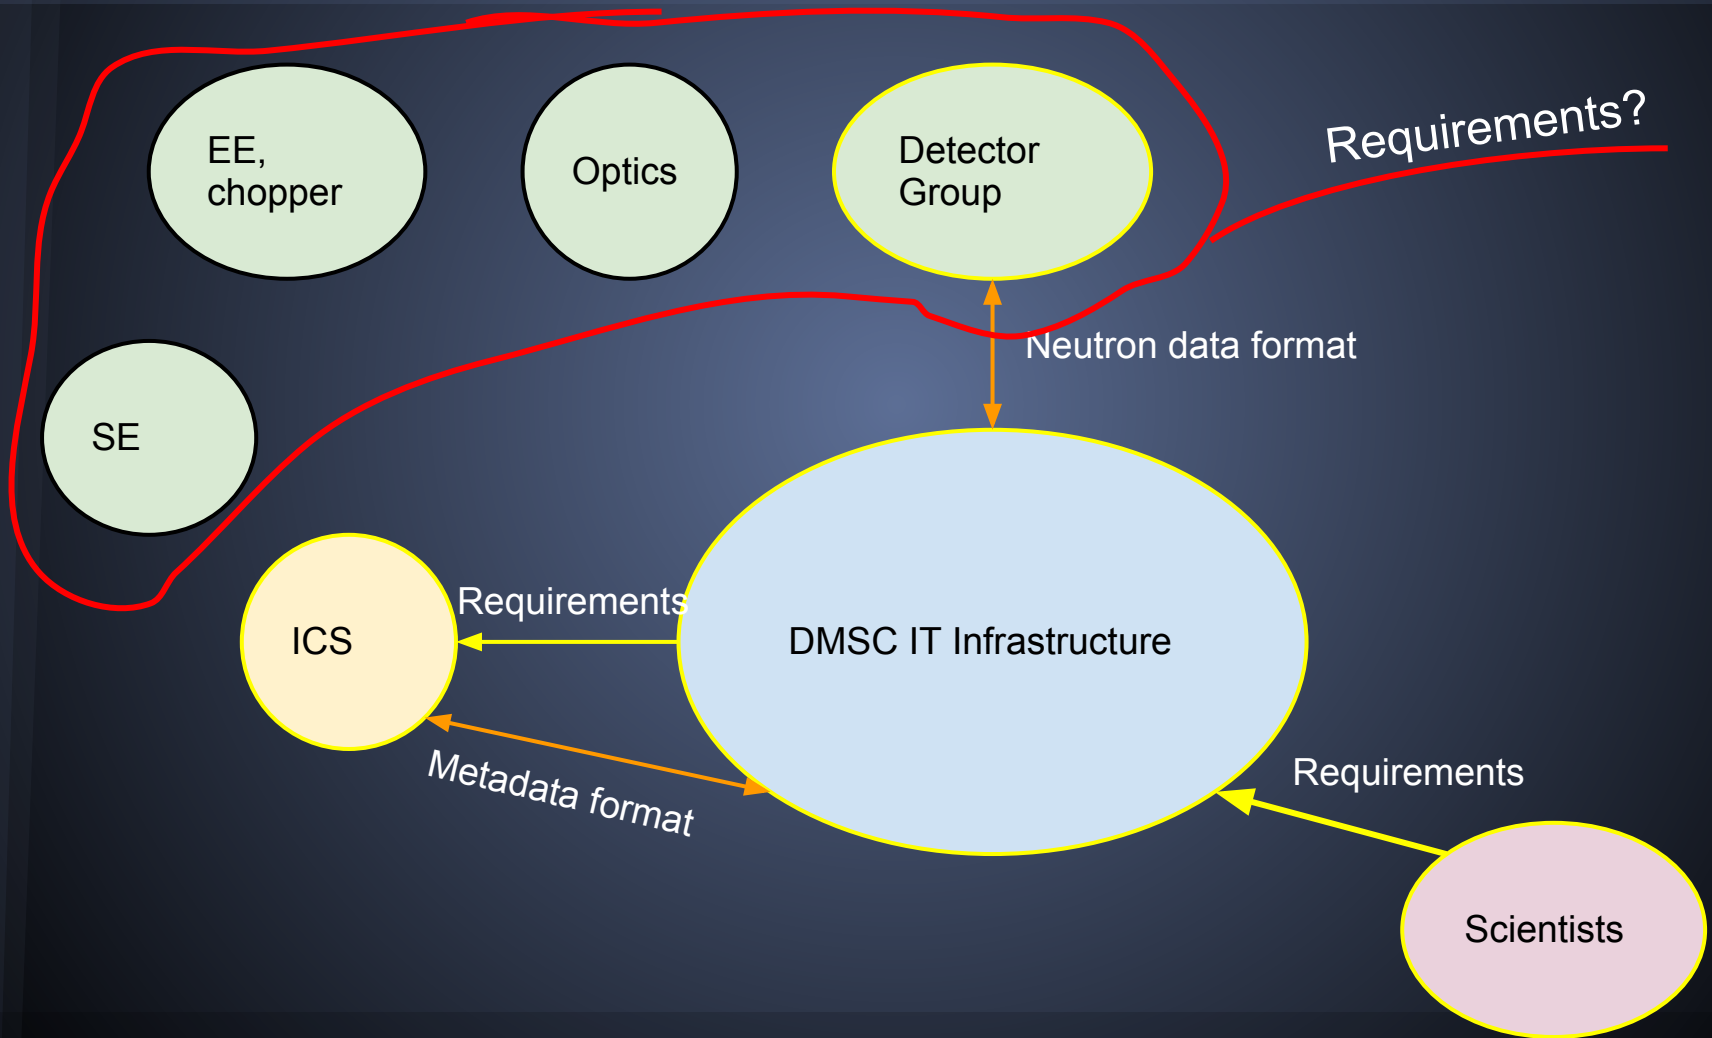 EE,
chopper
Optics
Detector
Group
Requirements?
Neutron data format
SE
Requirements
ICS
DMSC IT Infrastructure
Metadata format
Requirements
Scientists